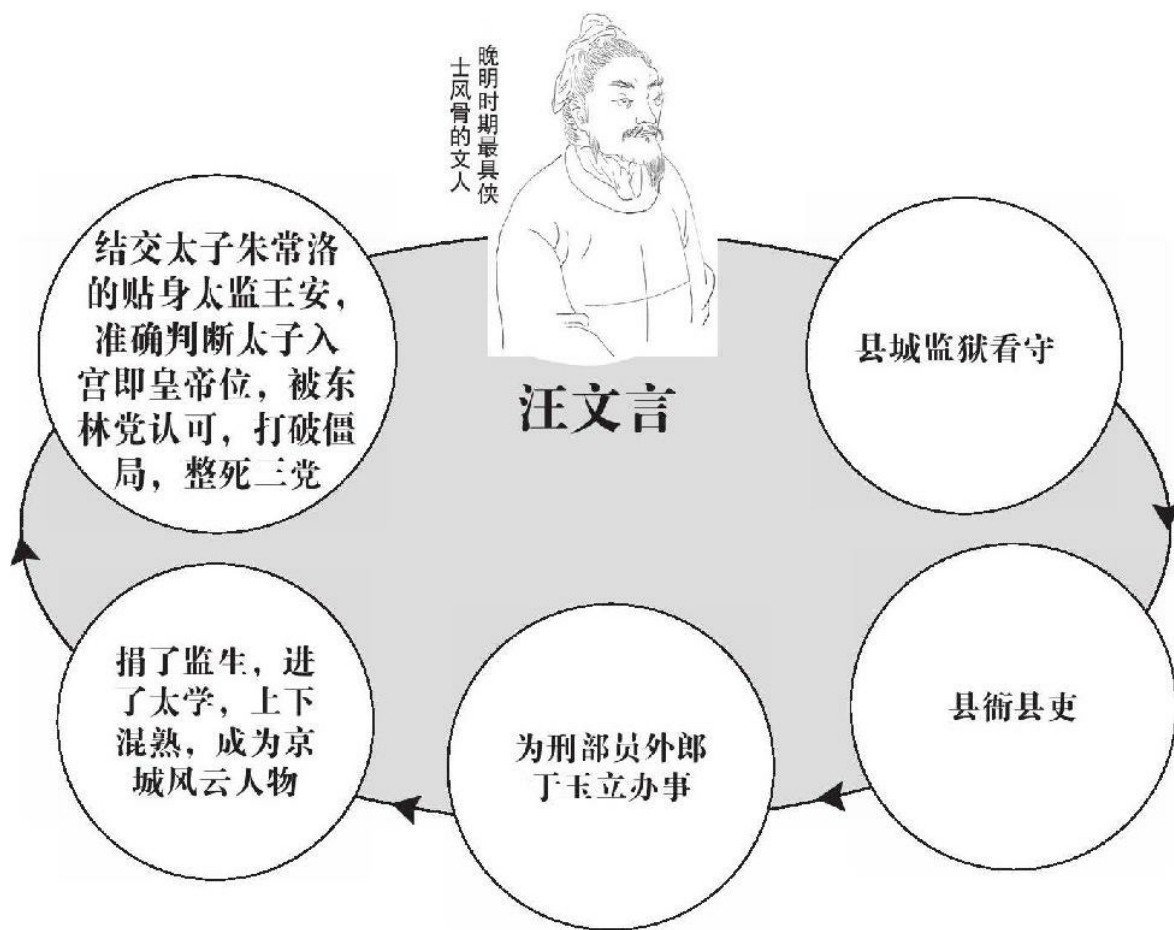 晚明时期最具侠
士风骨的文人
汪文言
县城监狱看守
县衙县吏
为刑部员外郎
于玉立办事
捐了监生，进
了太学，上下
混熟，成为京
城风云人物
结交太子朱常洛
的贴身太监王安，
准确判断太子入
宫即皇帝位，被东
林党认可，打破僵
局，整死三党